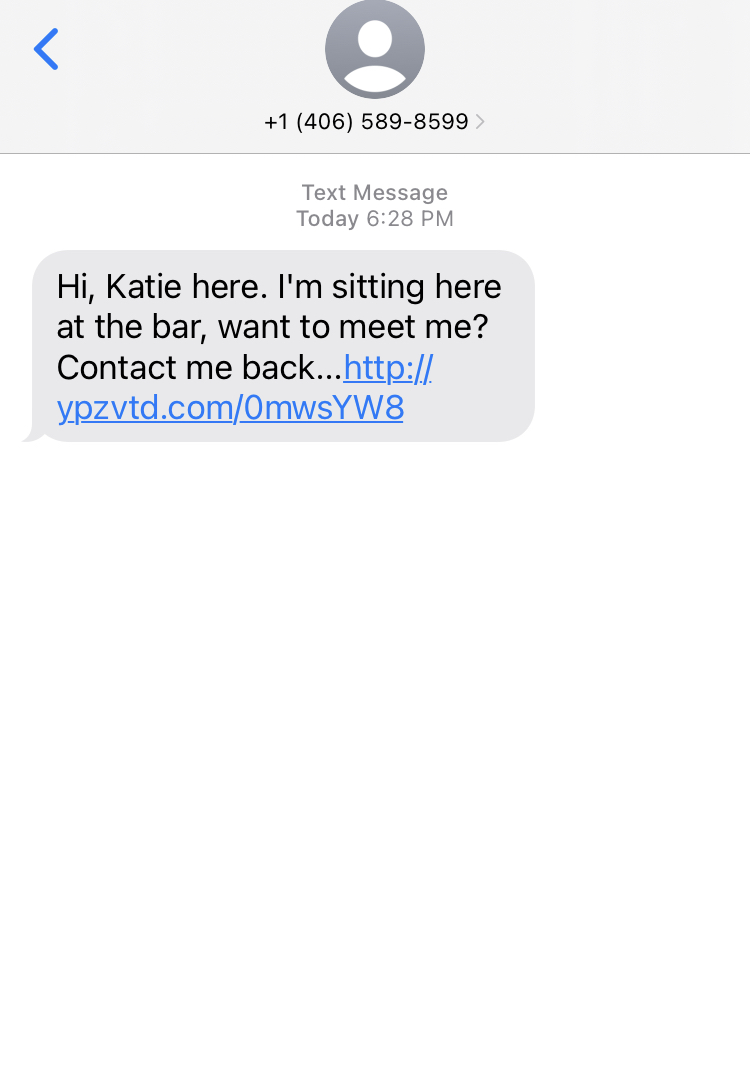 +1 (406) 589-8599
Text Message
Today 6:28 PM
Hi, Katie here. I'm sitting here
at the bar, want to meet me?
Contact me back...http://
ypzvtd.com/0mwsYW8